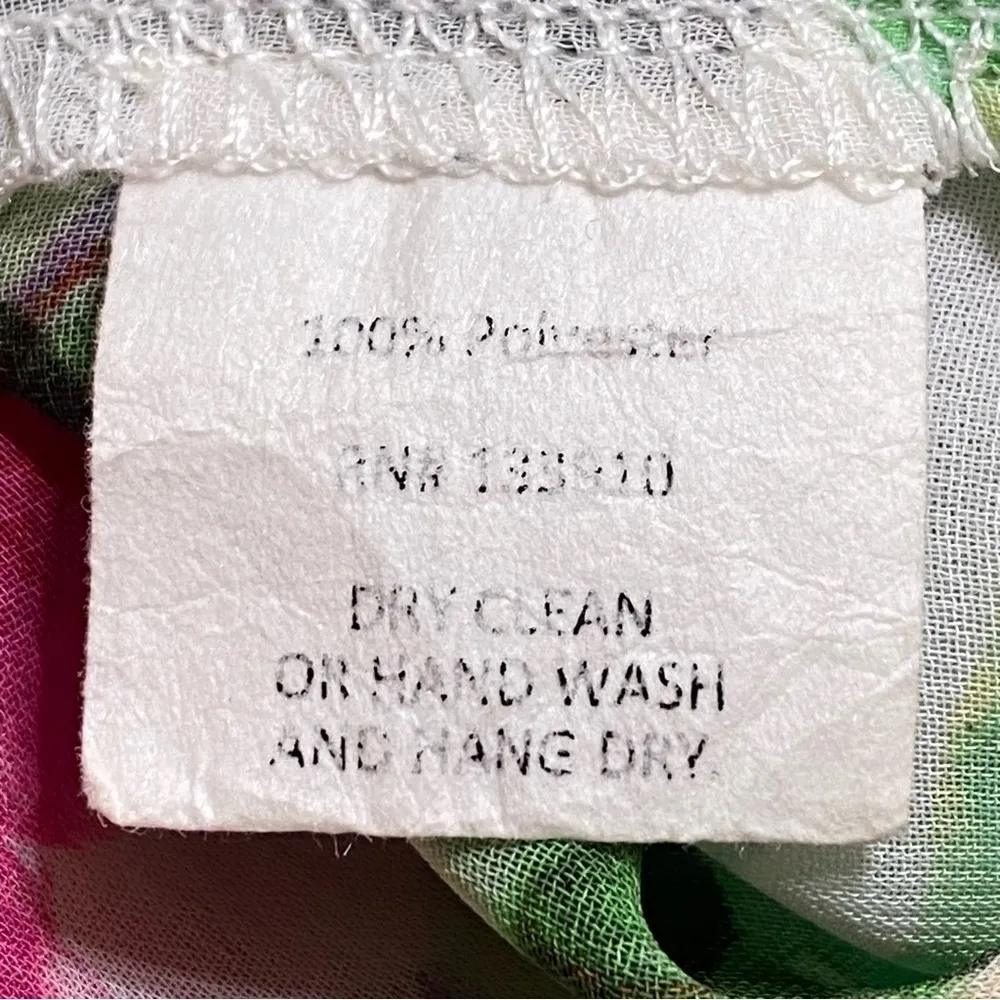 100% Polyester
RN#
DRY CLEAN
OR HAND WASH
AND HANG DRY.